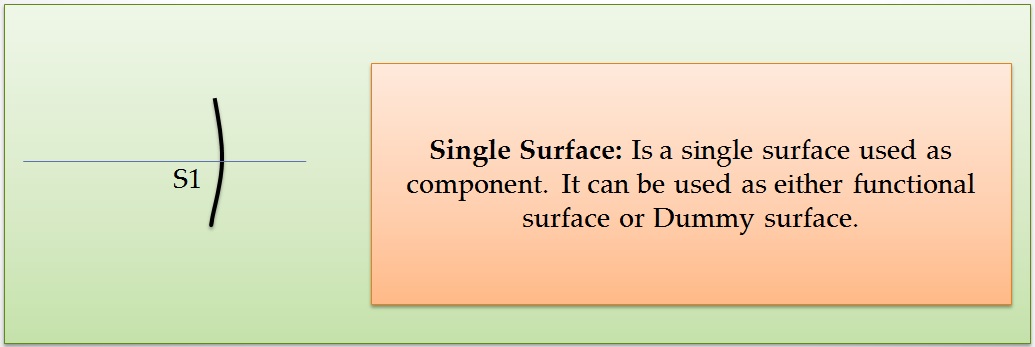 S1
Single Surface: Is a single surface used as
component. It can be used as either functional
surface or Dummy surface.